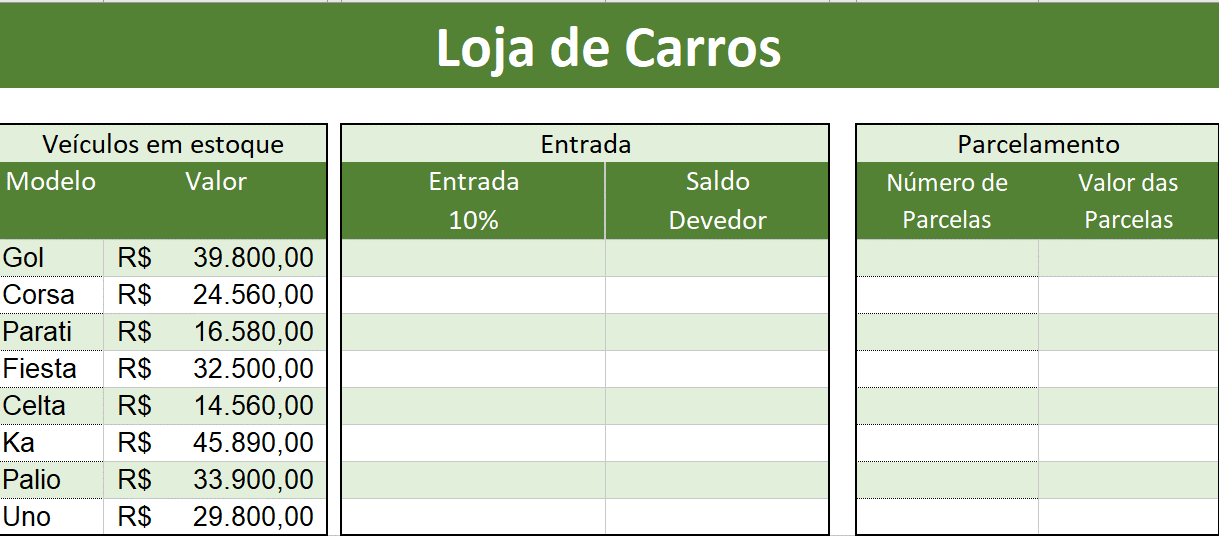 Loja de Carros
Veículos em estoque Entrada Parcelamento
Modelo Valor Entrada 10% Saldo Devedor Número de Parcelas Valor das Parcelas
Gol R$ 39.800,00
Corsa R$ 24.560,00
Parati R$ 16.580,00
Fiesta R$ 32.500,00
Celta R$ 14.560,00
Ka R$ 45.890,00
Palio R$ 33.900,00
Uno R$ 29.800,00